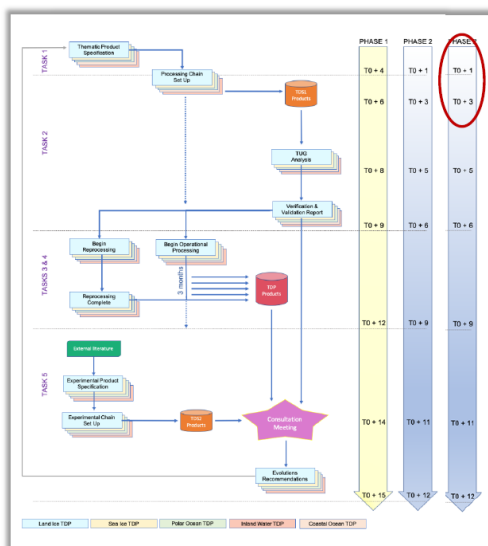 PHASE 1
PHASE 2
PHASE 3
TASK 1
Thematic Product
Specification
Processing Chain
Set Up
T0 + 4
T0 + 1
T0 + 1
TASK 2
Products
T0 + 6
T0 + 3
T0 + 3
TUG
Analysis
T0 + 8
T0 + 5
T0 + 5
Verification &
Validation Report
T0 + 9
T0 + 6
T0 + 6
TASKS 3 & 4
Begin
Reprocessing
Begin Operational
Processing
3 months
TDP
Products
Reprocessing
Complete
T0 + 12
T0 + 9
T0 + 9
TASK 5
External literature
Experimental Product
Specification
Experimental Chain
Set Up
Products
Consultation
Meeting
T0 + 14
T0 + 11
T0 + 11
Evolutions
Recommendations
T0 + 15
T0 + 12
T0 + 12
Land Ice TDP
Sea Ice TDP
Polar Ocean TDP
Inland Water TDP
Coastal Ocean TDP